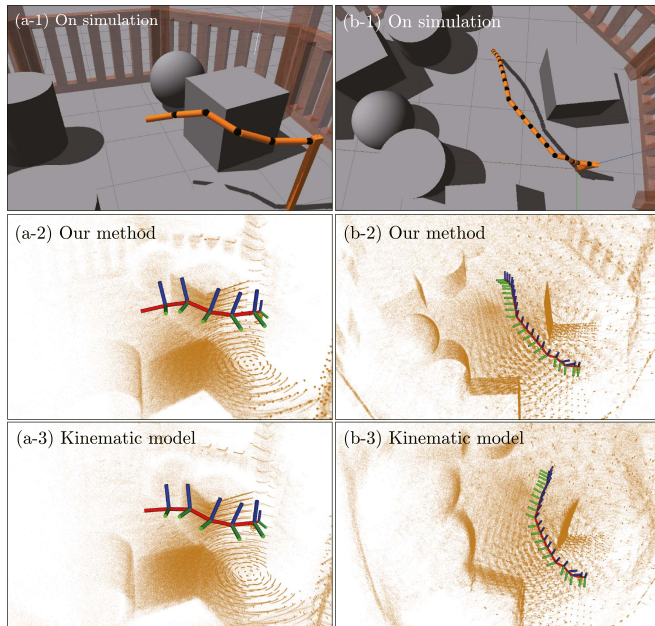 (a-1) On simulation
(b-1) On simulation
(a-2) Our method
(b-2) Our method
(a-3) Kinematic model
(b-3) Kinematic model